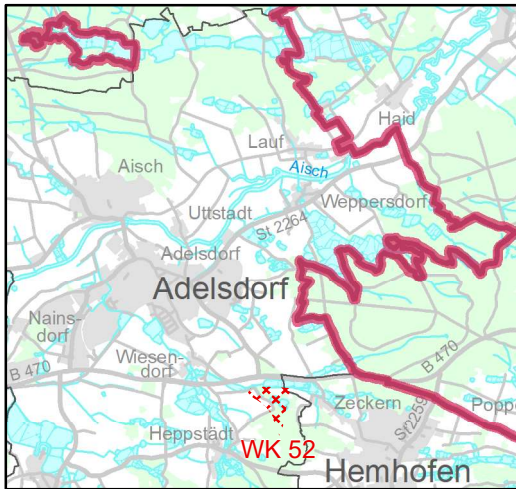 Haid
Lauf
Aisch
Aisch
Weppersdorf
Uttstadt
St 2264
Adelsdorf
Adelsdorf
Nains-
dorf
Wiesen-
dorf
B 470
B 470
Zeckern
St2259
Poppe
Heppstädt
WK 52
Hemhofen